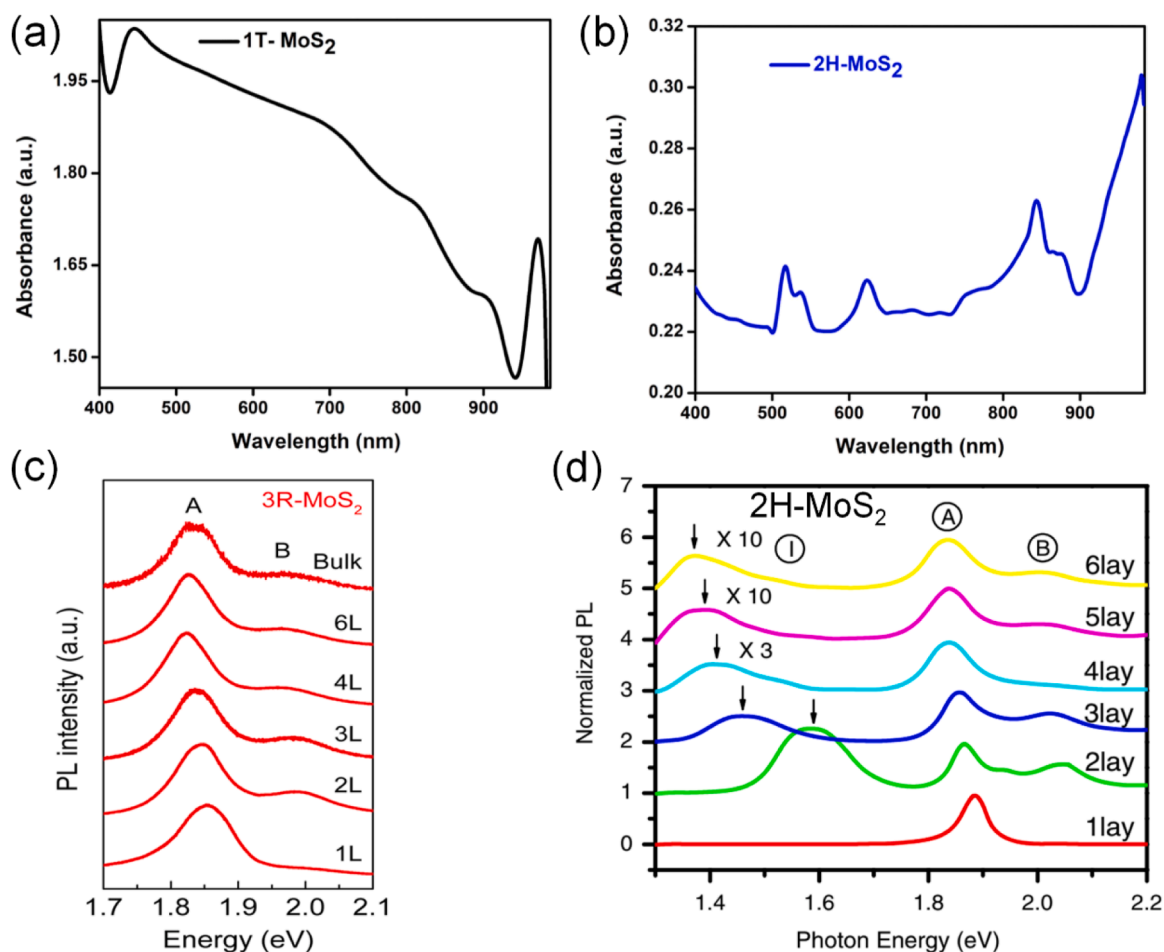 (a)
1T- MoS2
1.95
1.80
1.65
1.50
Absorbance (a.u.)
400 500 600 700 800 900
Wavelength (nm)
(b)
2H-MoS2
0.32
0.30
0.28
0.26
0.24
0.22
0.20
Absorbance (a.u.)
400 500 600 700 800 900
Wavelength (nm)
(c)
3R-MoS2
A
B
Bulk
6L
4L
3L
2L
1L
PL intensity (a.u.)
1.7 1.8 1.9 2.0 2.1
Energy (eV)
(d)
2H-MoS2
A
B
I
X 10
X 10
X 3
6lay
5lay
4lay
3lay
2lay
1lay
7
6
5
4
3
2
1
0
Normalized PL
1.4 1.6 1.8 2.0 2.2
Photon Energy (eV)